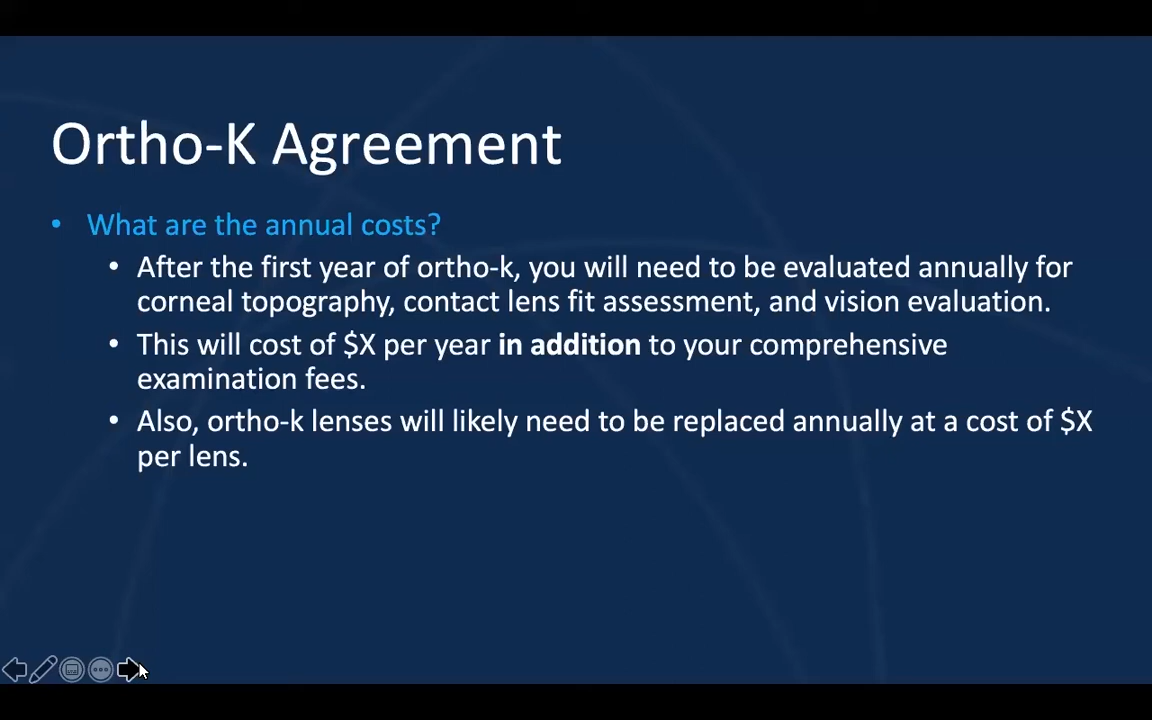 Ortho-K Agreement
• What are the annual costs?
• After the first year of ortho-k, you will need to be evaluated annually for
corneal topography, contact lens fit assessment, and vision evaluation.
• This will cost of $X per year in addition to your comprehensive
examination fees.
• Also, ortho-k lenses will likely need to be replaced annually at a cost of $X
per lens.